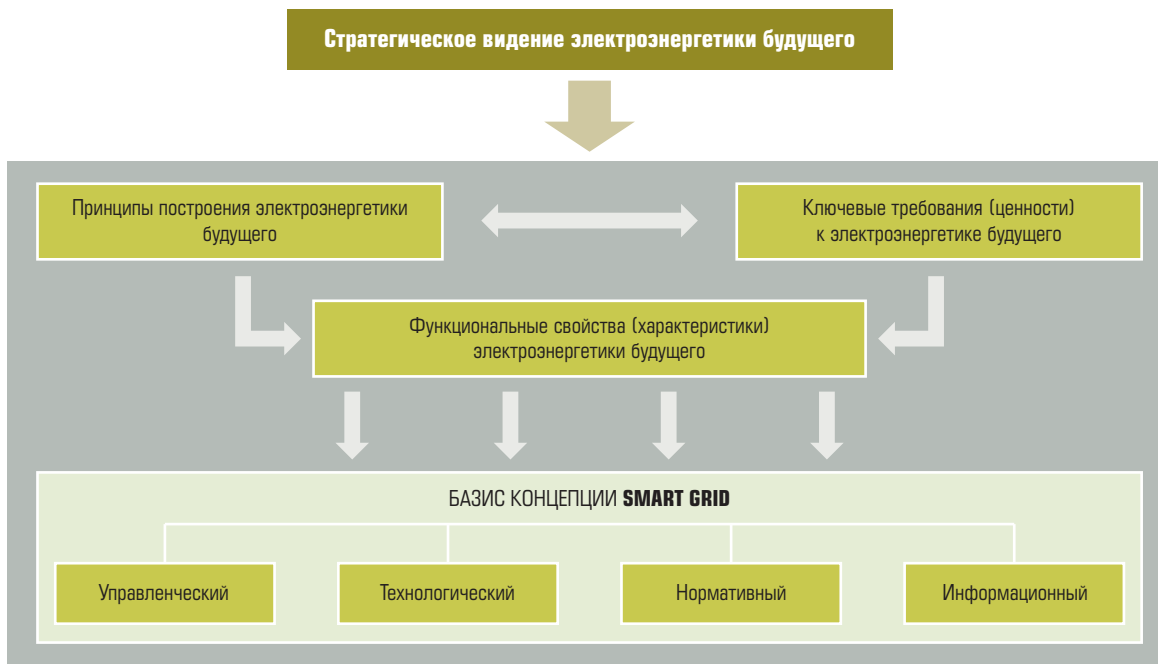 Стратегическое видение электроэнергетики будущего
Принципы построения электроэнергетики
будущего
Ключевые требования (ценности)
к электроэнергетике будущего
Функциональные свойства (характеристики)
электроэнергетики будущего
БАЗИС КОНЦЕПЦИИ SMART GRID
Управленческий
Технологический
Нормативный
Информационный